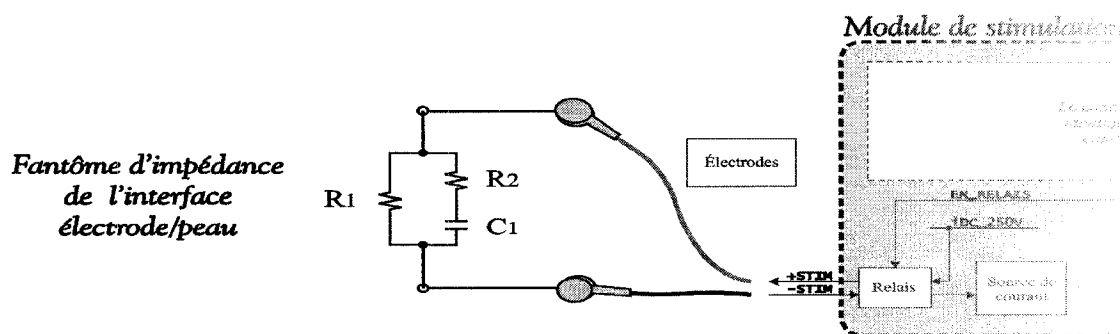 Module de stimulation
Fantôme d'impédance
de l'interface
électrode/peau
R1
R2
C1
Électrodes
EN_RELAIS
DC_250V
+STIM
-STIM
Relais
Source de
courant